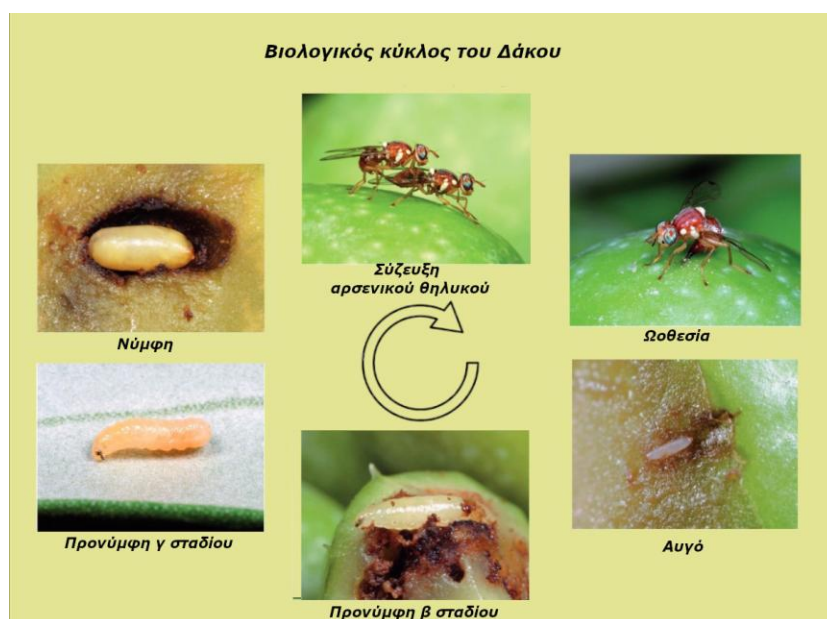 Βιολογικός κύκλος του Δάκου
Σύζευξη
αρσενικού θηλυκού
Νύμφη
Ωοθεσία
Προνύμφη γ σταδίου
Αυγό
Προνύμφη β σταδίου